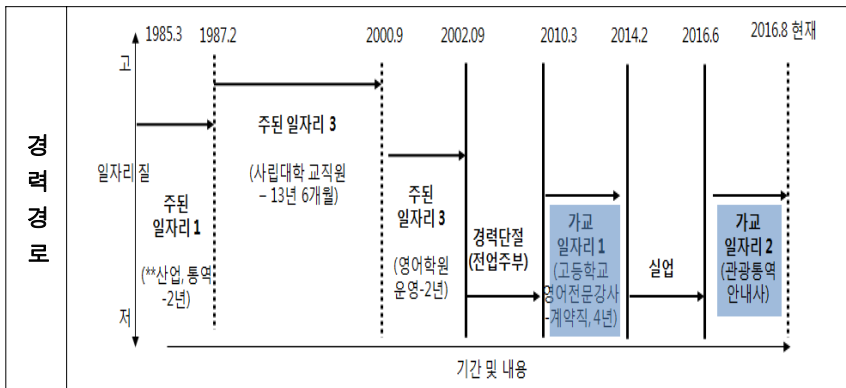 경
력
경
로
1985.3
1987.2
2000.9
2002.09
2010.3
2014.2
2016.6
2016.8 현재
고
일자리 질
저
주된
일자리 1
(**산업, 통역
-2년)
주된 일자리 3
(사립대학 교직원
– 13년 6개월)
주된
일자리 3
(영어학원
운영-2년)
경력단절
(전업주부)
가교
일자리 1
(고등학교
영어전문강사
-계약직, 4년)
실업
가교
일자리 2
(관광통역
안내사)
기간 및 내용